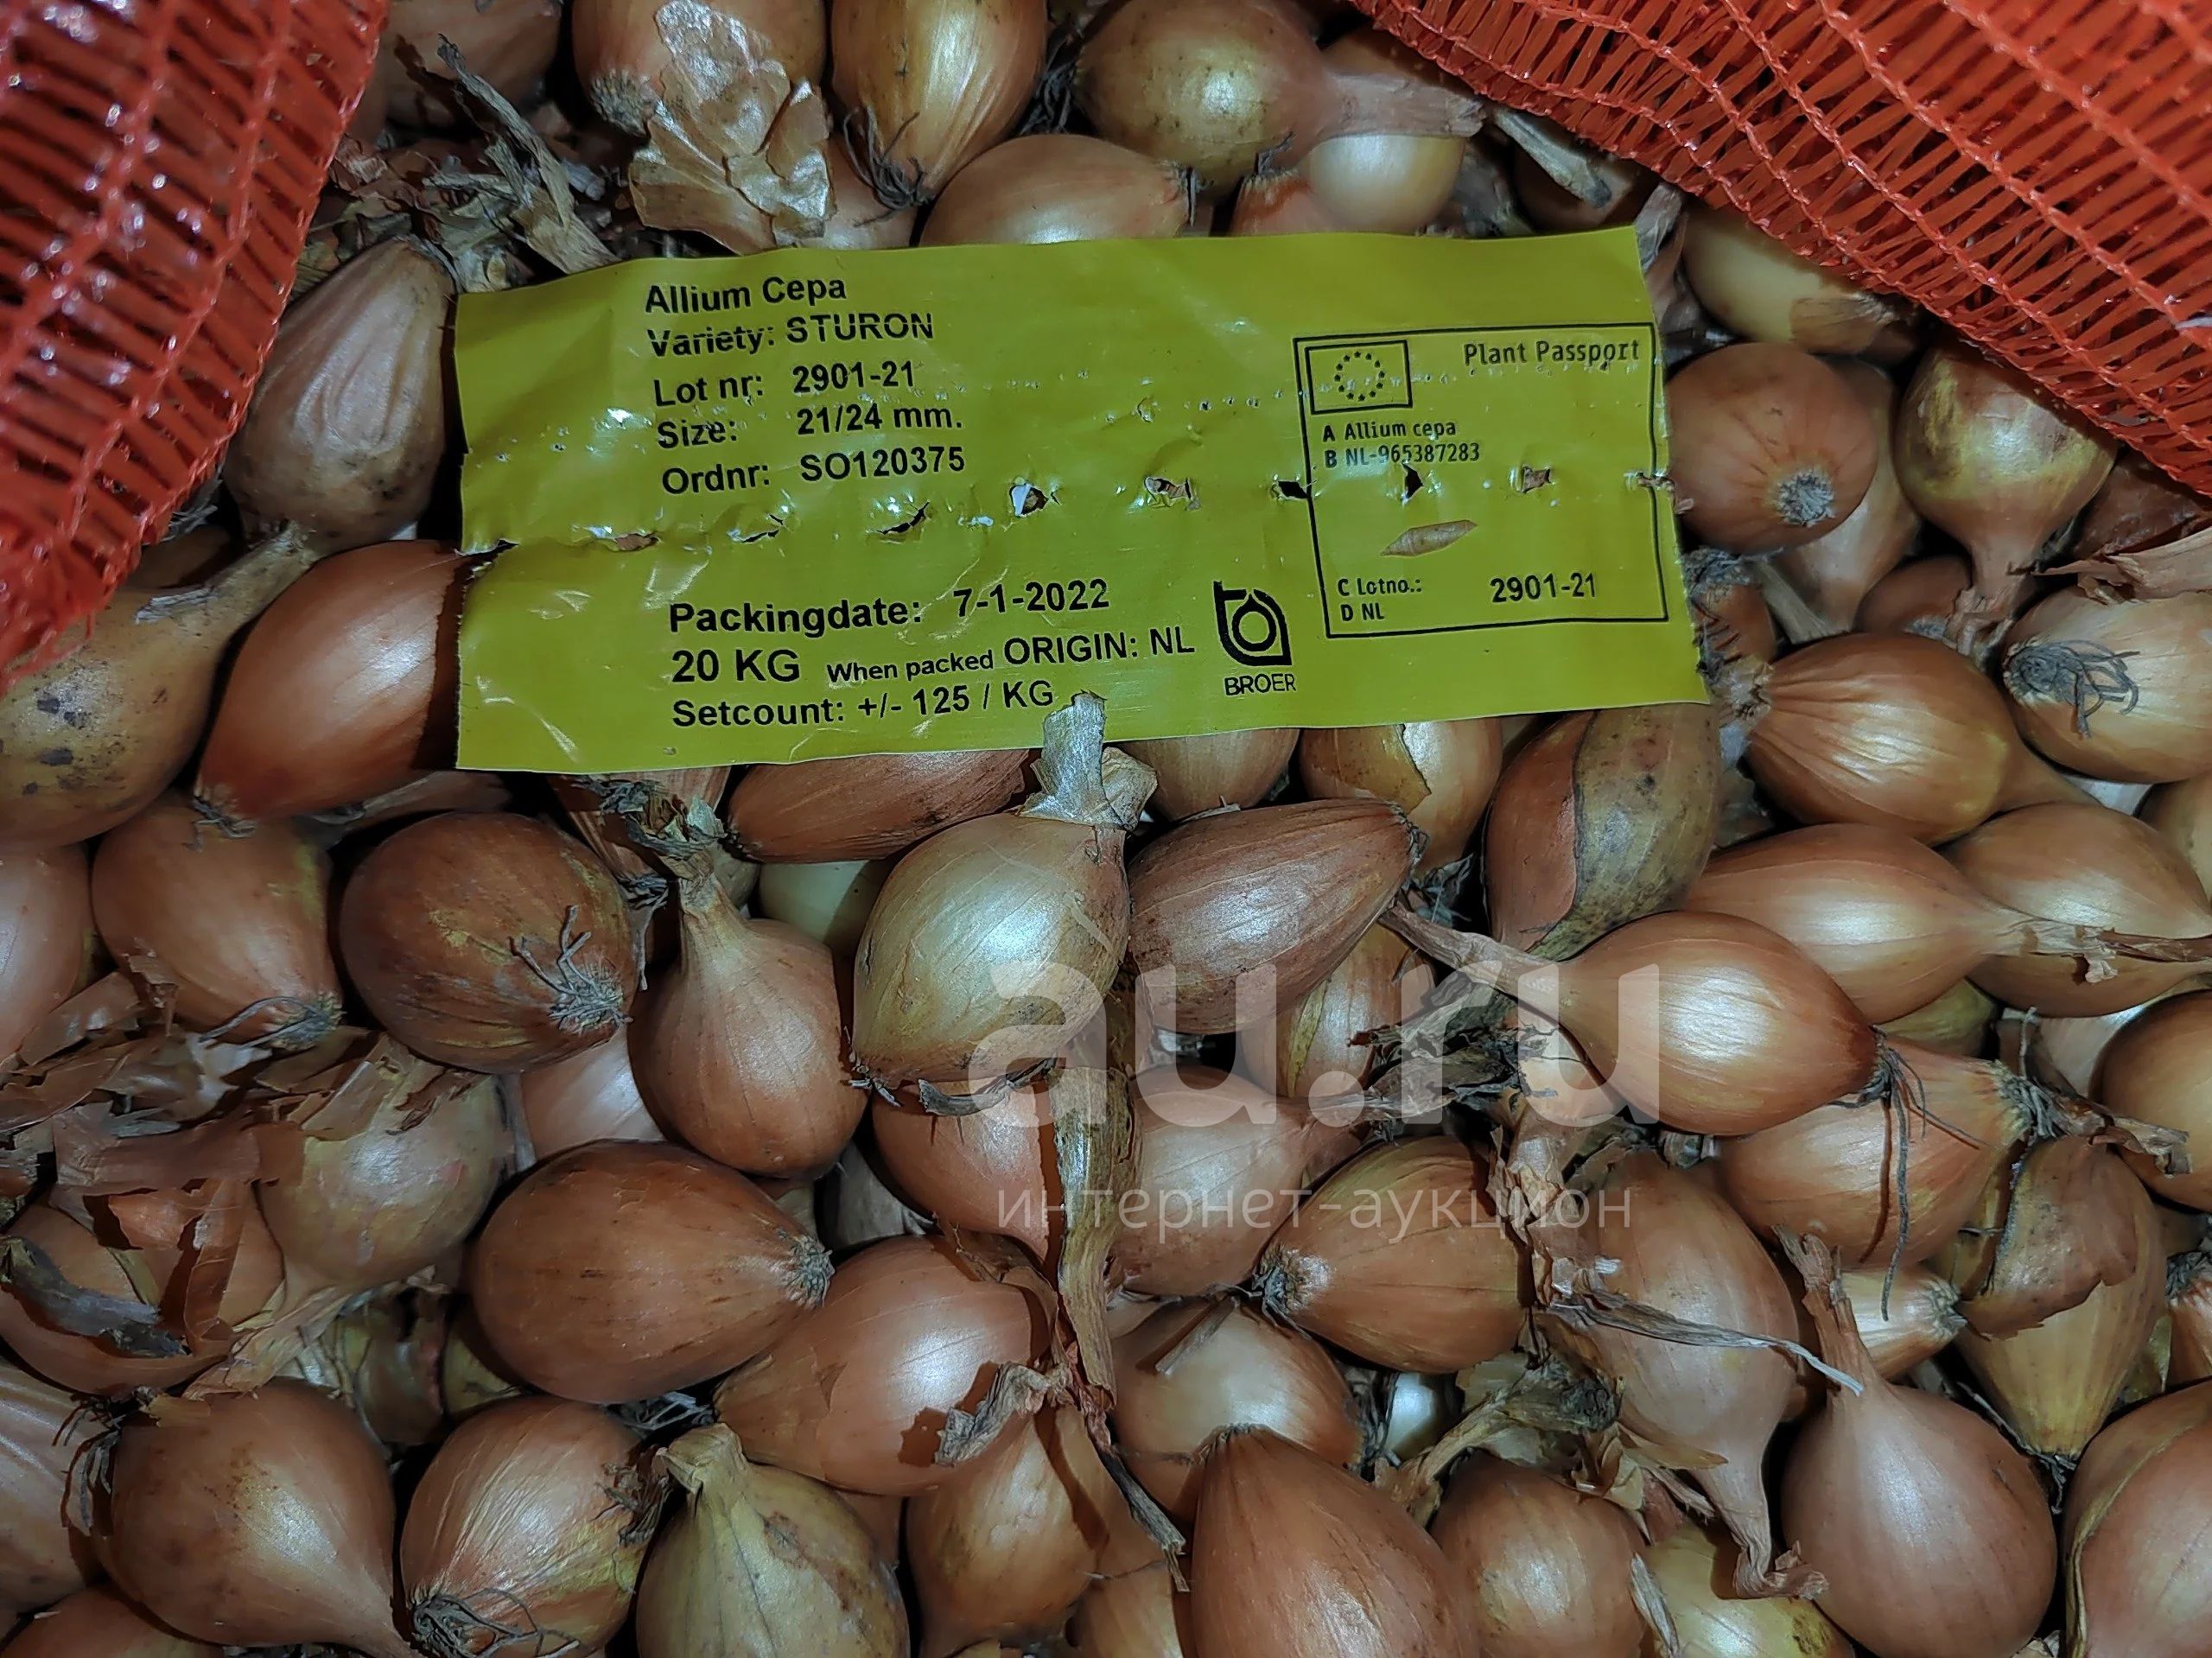 Allium Cepa
Variety: STURON
Lot nr: 2901-21
Size: 21/24 mm.
Ordnr: SO120375
Packingdate: 7-1-2022
20 KG When packed ORIGIN: NL
Setcount: +/- 125 / KG
BROER
Plant Passport
A Allium cepa
B NL-965387283
C Lotno.: 2901-21
D NL
au.ru
интернет-аукцион